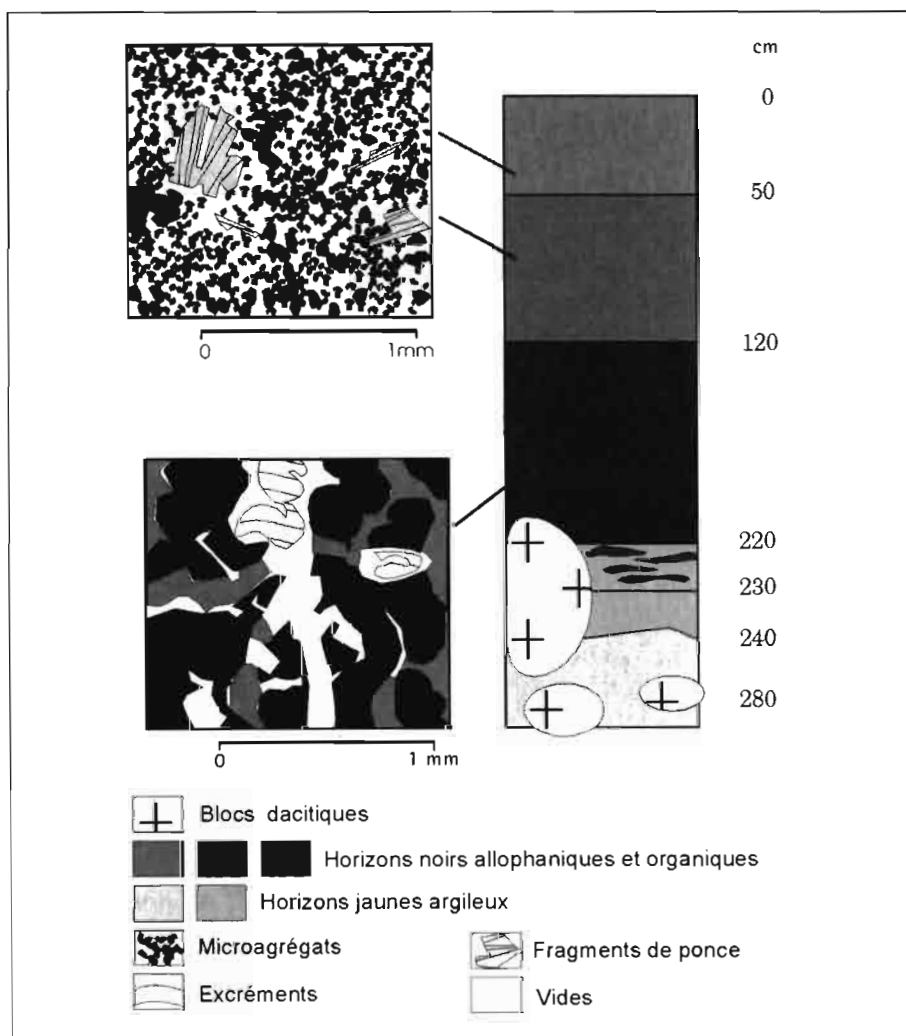 cm
0
50
120
220
230
240
280
0 1mm
0 1 mm
Blocs dacitiques
Horizons noirs allophaniques et organiques
Horizons jaunes argileux
Microagrégats
Fragments de ponce
Excréments
Vides